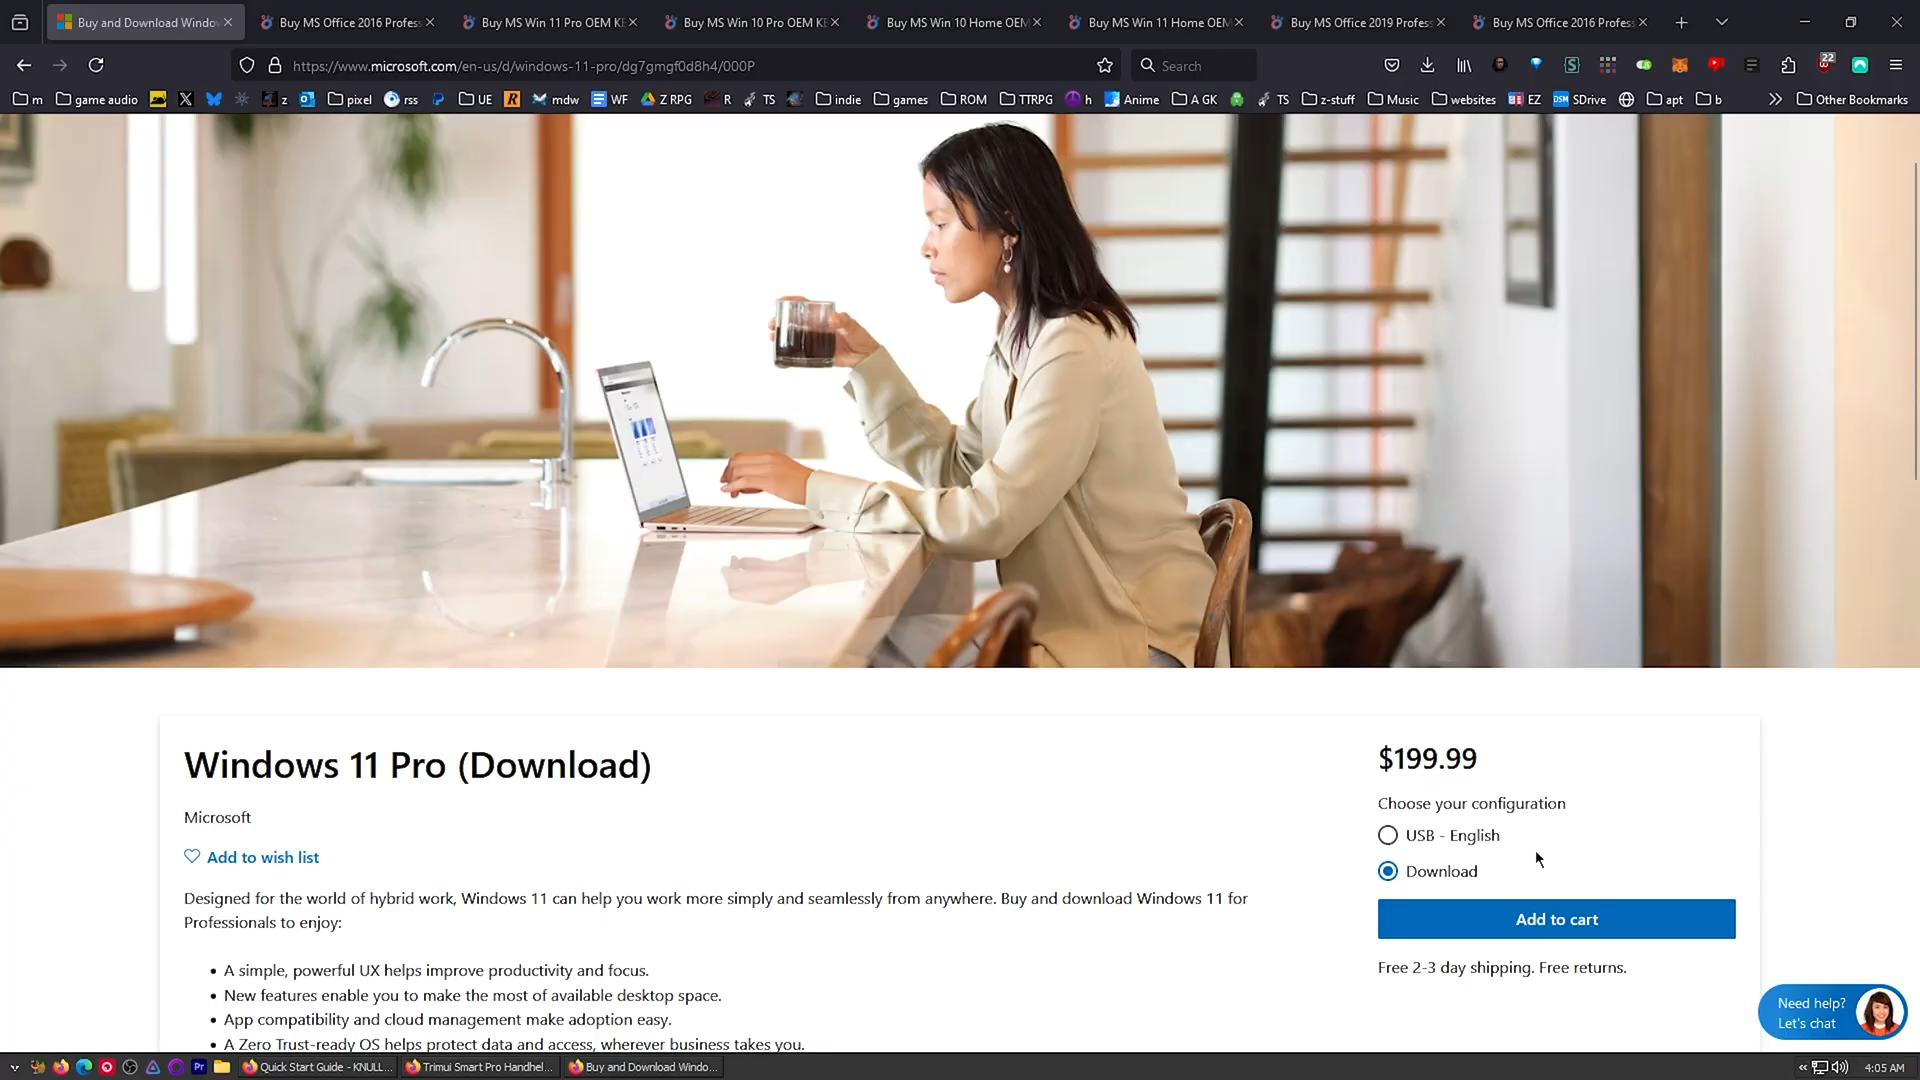 Buy and Download Windo
Buy MS Office 2016 Profess
Buy MS Win 11 Pro OEM KE
Buy MS Win 10 Pro OEM KE
Buy MS Win 10 Home OEM
Buy MS Win 11 Home OEM
Buy MS Office 2019 Profess
Buy MS Office 2016 Profess
https://www.microsoft.com/en-us/d/windows-11-pro/dg7gmgf0d8h4/000P
Search
22
m
game audio
z
pixel
rss
UE
mdw
WF
Z RPG
R
TS
indie
games
ROM
TTRPG
h
Anime
A GK
TS
z-stuff
Music
websites
EZ
SDrive
apt
b
Other Bookmarks
Windows 11 Pro (Download)
Microsoft
Add to wish list
Designed for the world of hybrid work, Windows 11 can help you work more simply and seamlessly from anywhere. Buy and download Windows 11 for
Professionals to enjoy:
• A simple, powerful UX helps improve productivity and focus.
• New features enable you to make the most of available desktop space.
• App compatibility and cloud management make adoption easy.
• A Zero Trust-ready OS helps protect data and access, wherever business takes you.
$199.99
Choose your configuration
USB - English
Download
Add to cart
Free 2-3 day shipping. Free returns.
Need help?
Let's chat
Quick Start Guide - KNULL...
Trimui Smart Pro Handhel...
Buy and Download Windo...
4:05 AM